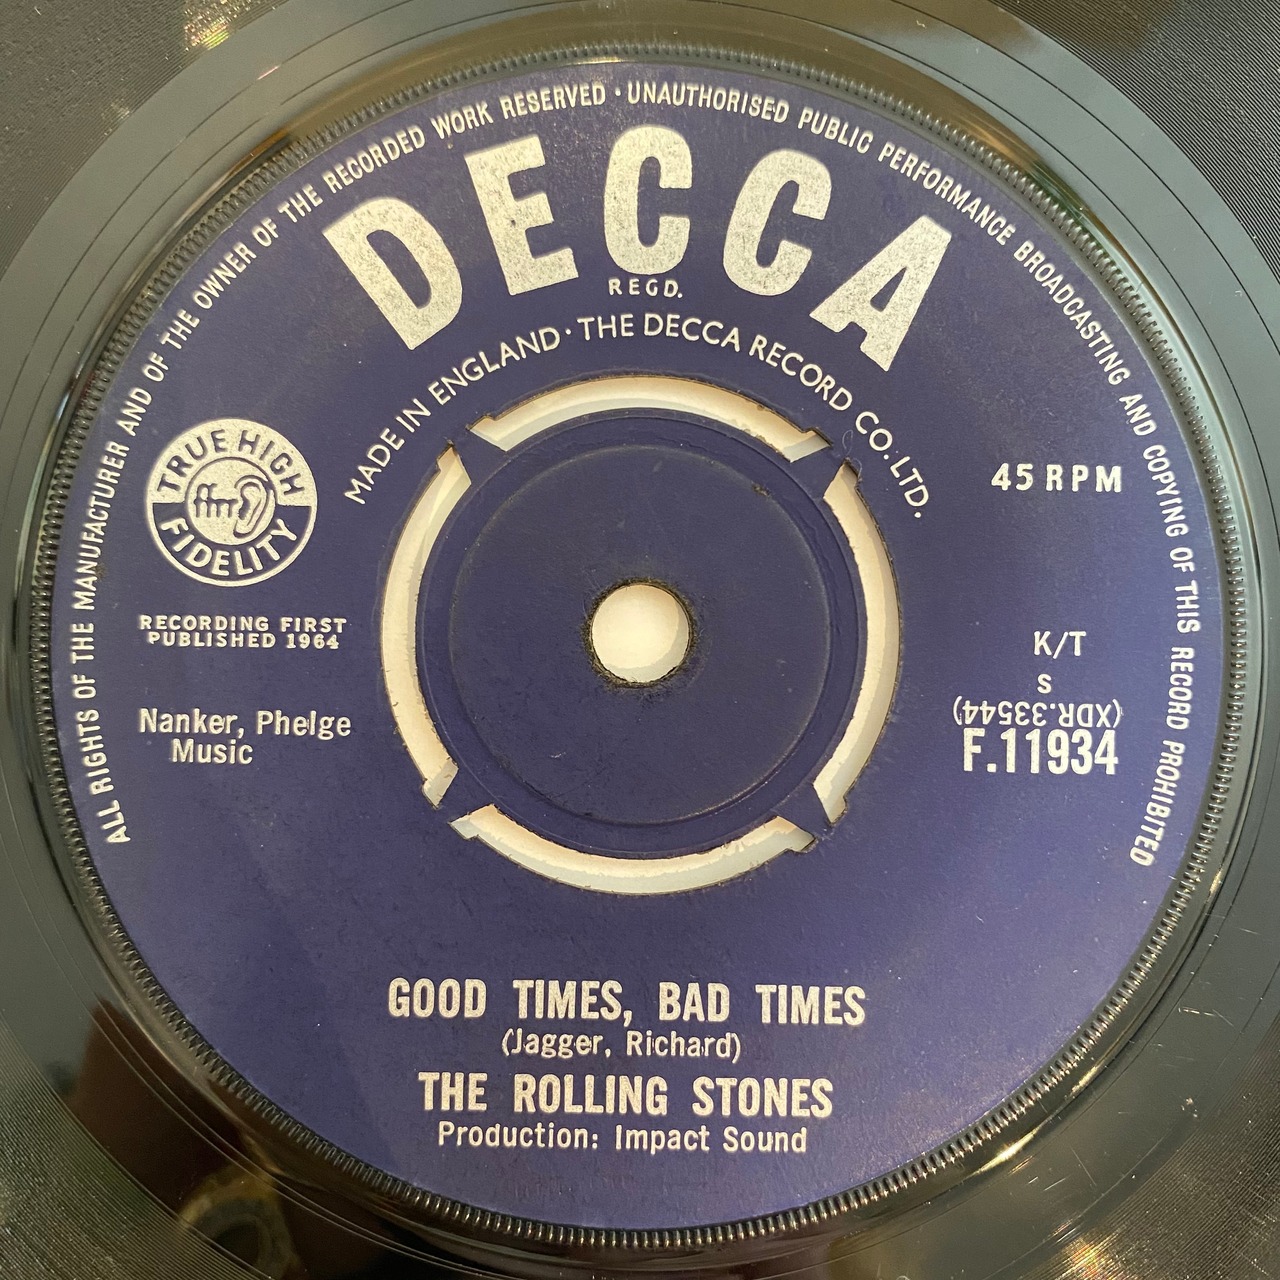 ALL RIGHTS OF THE MANUFACTURER AND OF THE OWNER OF THE RECORDED WORK RESERVED · UNAUTHORISED PUBLIC PERFORMANCE BROADCASTING AND COPYING OF THIS RECORD PROHIBITED
DECCA
REGD.
MADE IN ENGLAND · THE DECCA RECORD CO. LTD.
TRUE HIGH
ffrr
FIDELITY
45 RPM
RECORDING FIRST
PUBLISHED 1964
K/T
S
(XDR.33544)
F.11934
Nanker, Phelge
Music
GOOD TIMES, BAD TIMES
(Jagger, Richard)
THE ROLLING STONES
Production: Impact Sound